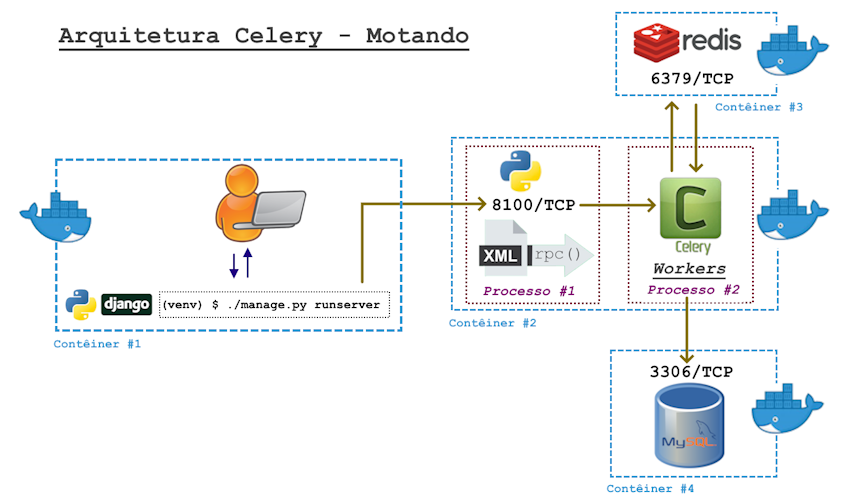 Arquitetura Celery - Motando
redis
6379/TCP
Contêiner #3
8100/TCP
XML
rpc()
Processo #1
C
Celery
Workers
Processo #2
Contêiner #2
django
(venv) $ ./manage.py runserver
Contêiner #1
3306/TCP
MySQL
Contêiner #4